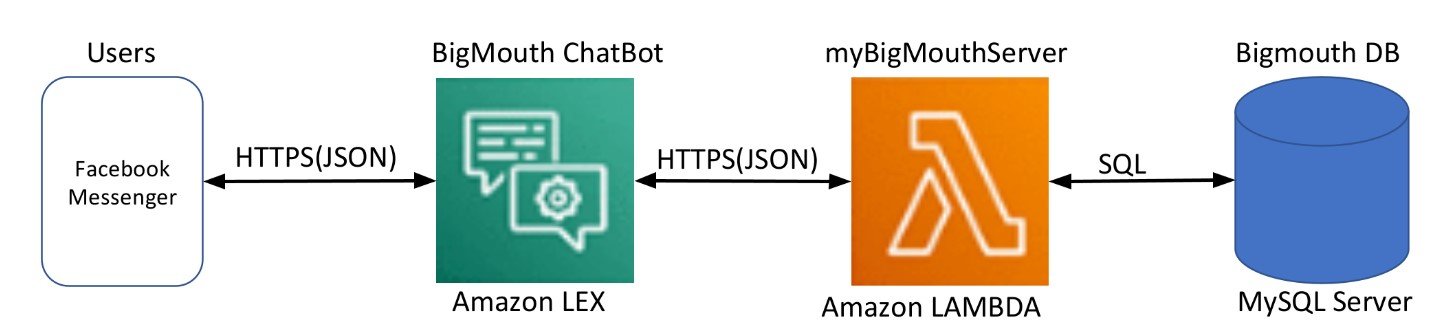 Users
BigMouth ChatBot
myBigMouthServer
Bigmouth DB
Facebook
Messenger
HTTPS(JSON)
HTTPS(JSON)
SQL
Amazon LEX
Amazon LAMBDA
MySQL Server